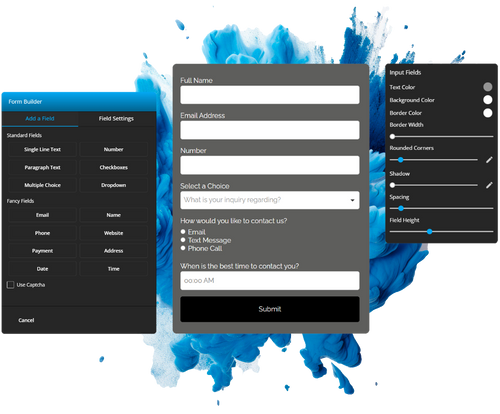 Form Builder
Add a Field Field Settings
Standard Fields
Single Line Text Number
Paragraph Text Checkboxes
Multiple Choice Dropdown
Fancy Fields
Email Name
Phone Website
Payment Address
Date Time
Use Captcha
Cancel
Full Name
Email Address
Number
Select a Choice
What is your inquiry regarding?
How would you like to contact us?
Email
Text Message
Phone Call
When is the best time to contact you?
00:00 AM
Submit
Input Fields
Text Color
Background Color
Border Color
Border Width
Rounded Corners
Shadow
Spacing
Field Height